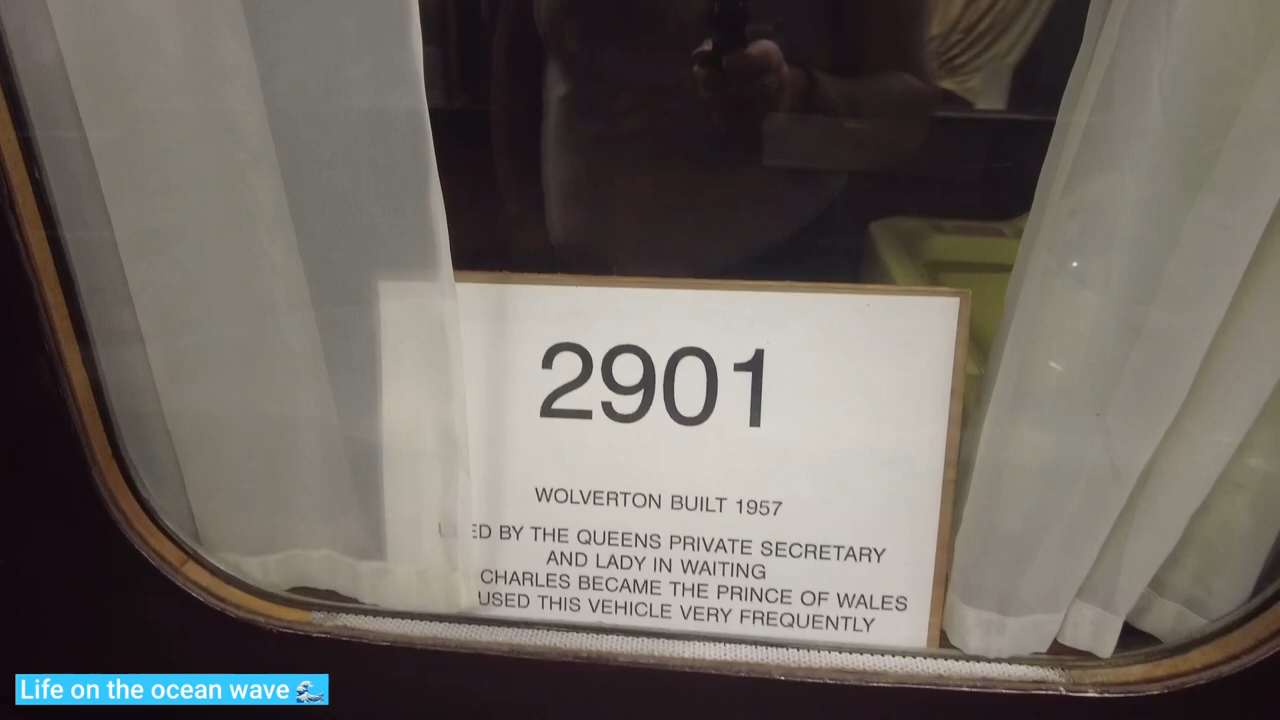 2901
WOLVERTON BUILT 1957
USED BY THE QUEENS PRIVATE SECRETARY
AND LADY IN WAITING
CHARLES BECAME THE PRINCE OF WALES
USED THIS VEHICLE VERY FREQUENTLY
Life on the ocean wave🌊